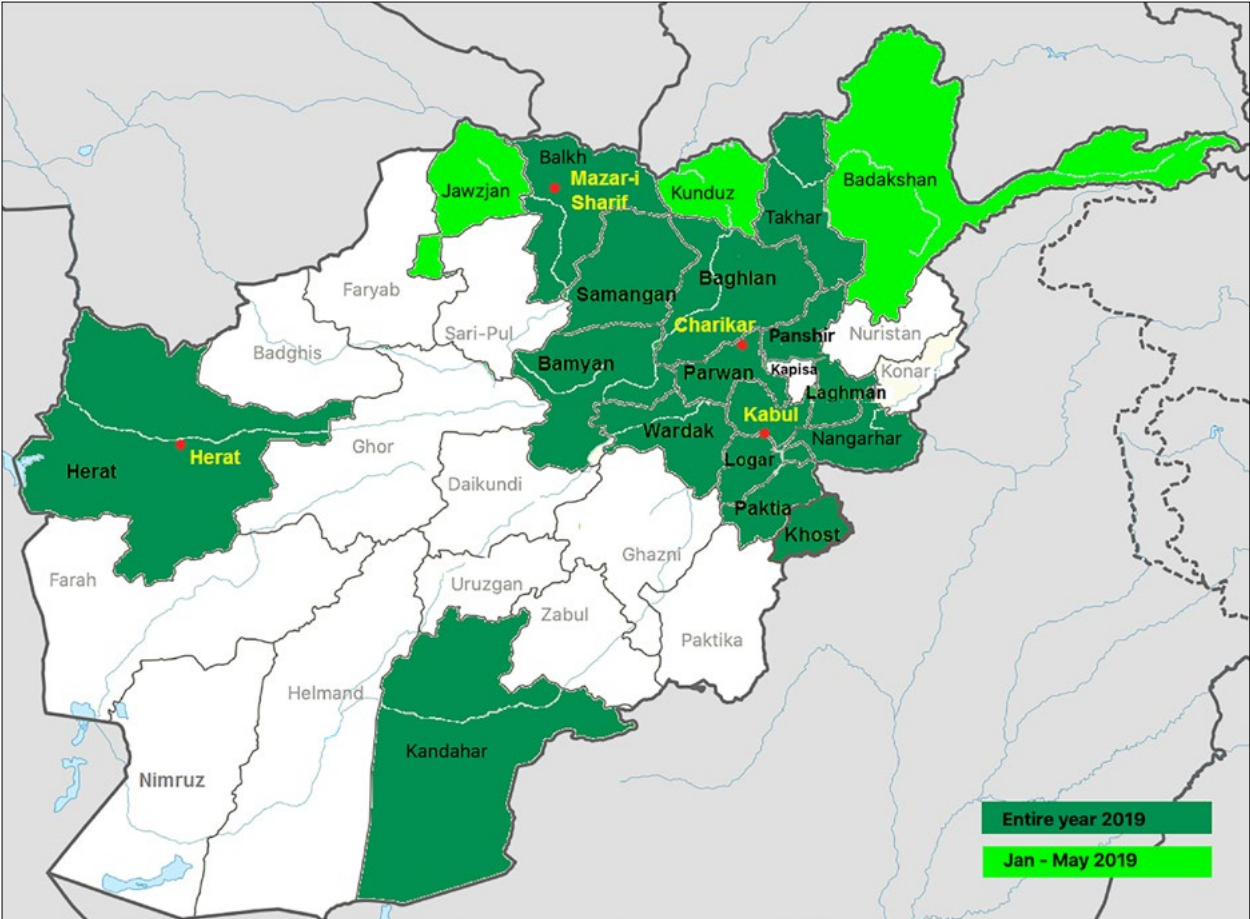 Balkh
Mazar-i
Sharif
Jawzjan
Kunduz
Badakshan
Takhar
Baghlan
Samangan
Faryab
Charikar
Sari-Pul
Panshir
Nuristan
Badghis
Bamyan
Parwan
Kapisa
Konar
Laghman
Kabul
Wardak
Nangarhar
Ghor
Herat
Herat
Logar
Daikundi
Paktia
Khost
Ghazni
Farah
Uruzgan
Zabul
Paktika
Helmand
Kandahar
Nimruz
Entire year 2019
Jan - May 2019